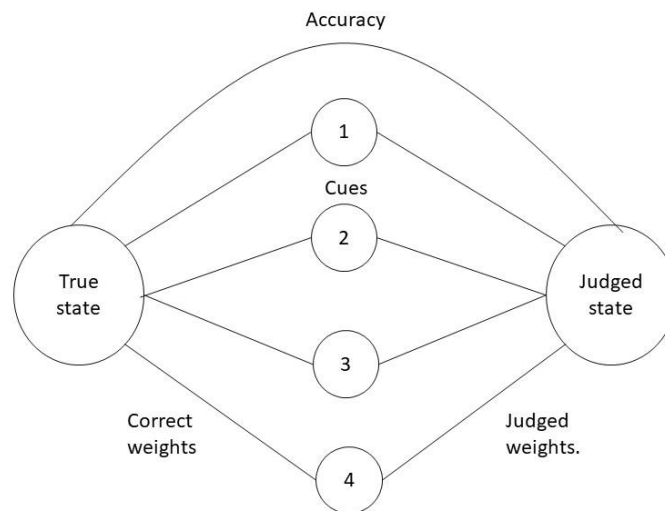 Accuracy
1
Cues
2
True
state
Judged
state
3
Correct
weights
Judged
weights.
4